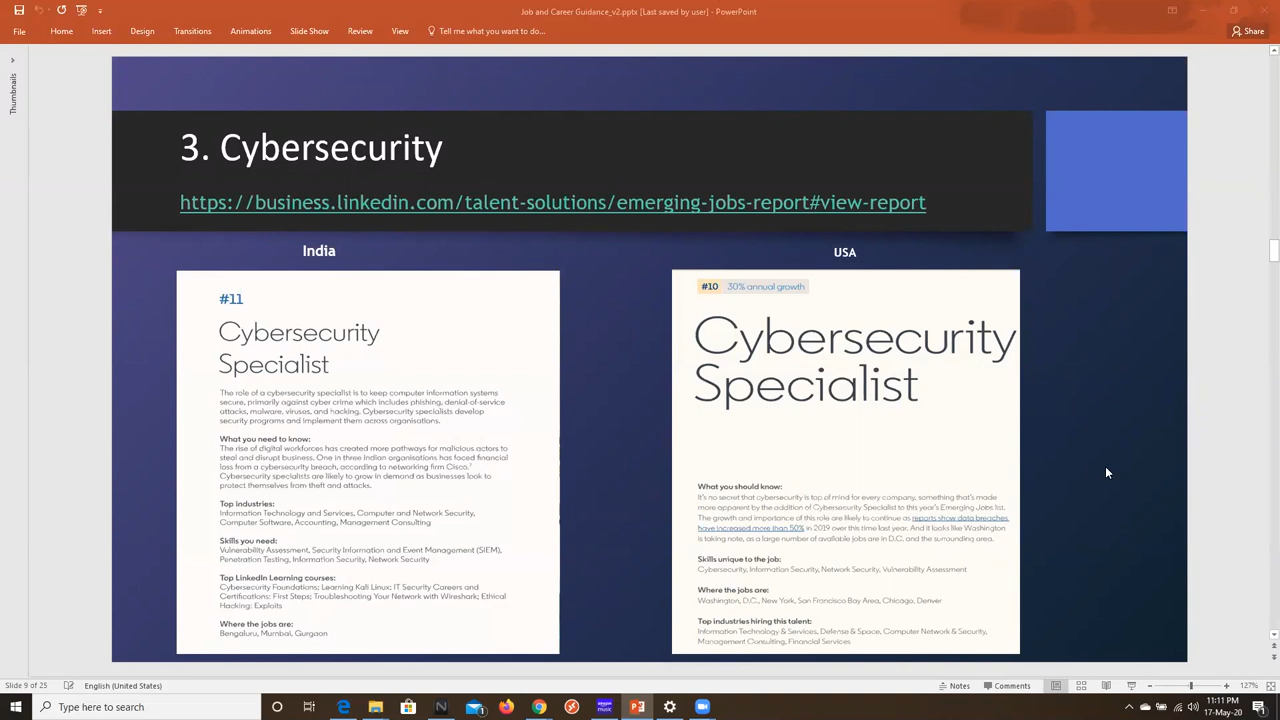 Job and Career Guidance_v2.pptx [Last saved by user] - PowerPoint
File Home Insert Design Transitions Animations Slide Show Review View Tell me what you want to do... Share
Thumbnails
3. Cybersecurity
https://business.linkedin.com/talent-solutions/emerging-jobs-report#view-report
India
#11
Cybersecurity
Specialist
The role of a cybersecurity specialist is to keep computer information systems
secure, primarily against cyber crime which includes phishing, denial-of-service
attacks, malware, viruses, and hacking. Cybersecurity specialists develop
security programs and implement them across organisations.
What you need to know:
The rise of digital workforces has created more pathways for malicious actors to
steal and disrupt business. One in three Indian organisations has faced financial
loss from a cybersecurity breach, according to networking firm Cisco.⁷
Cybersecurity specialists are likely to grow in demand as businesses look to
protect themselves from theft and attacks.
Top industries:
Information Technology and Services, Computer and Network Security,
Computer Software, Accounting, Management Consulting
Skills you need:
Vulnerability Assessment, Security Information and Event Management (SIEM),
Penetration Testing, Information Security, Network Security
Top LinkedIn Learning courses:
Cybersecurity Foundations; Learning Kali Linux; IT Security Careers and
Certifications: First Steps; Troubleshooting Your Network with Wireshark; Ethical
Hacking: Exploits
Where the jobs are:
Bengaluru, Mumbai, Gurgaon
USA
#10 30% annual growth
Cybersecurity
Specialist
What you should know:
It's no secret that cybersecurity is top of mind for every company, something that's made
more apparent by the addition of Cybersecurity Specialist to this year's Emerging Jobs list.
The growth and importance of this role are likely to continue as reports show data breaches
have increased more than 50% in 2019 over this time last year. And it looks like Washington
is taking note, as a large number of available jobs are in D.C. and the surrounding area.
Skills unique to the job:
Cybersecurity, Information Security, Network Security, Vulnerability Assessment
Where the jobs are:
Washington, D.C., New York, San Francisco Bay Area, Chicago, Denver
Top industries hiring this talent:
Information Technology & Services, Defense & Space, Computer Network & Security,
Management Consulting, Financial Services
Slide 9 of 25 English (United States) Notes Comments 127%
Type here to search 11:11 PM
17-May-20